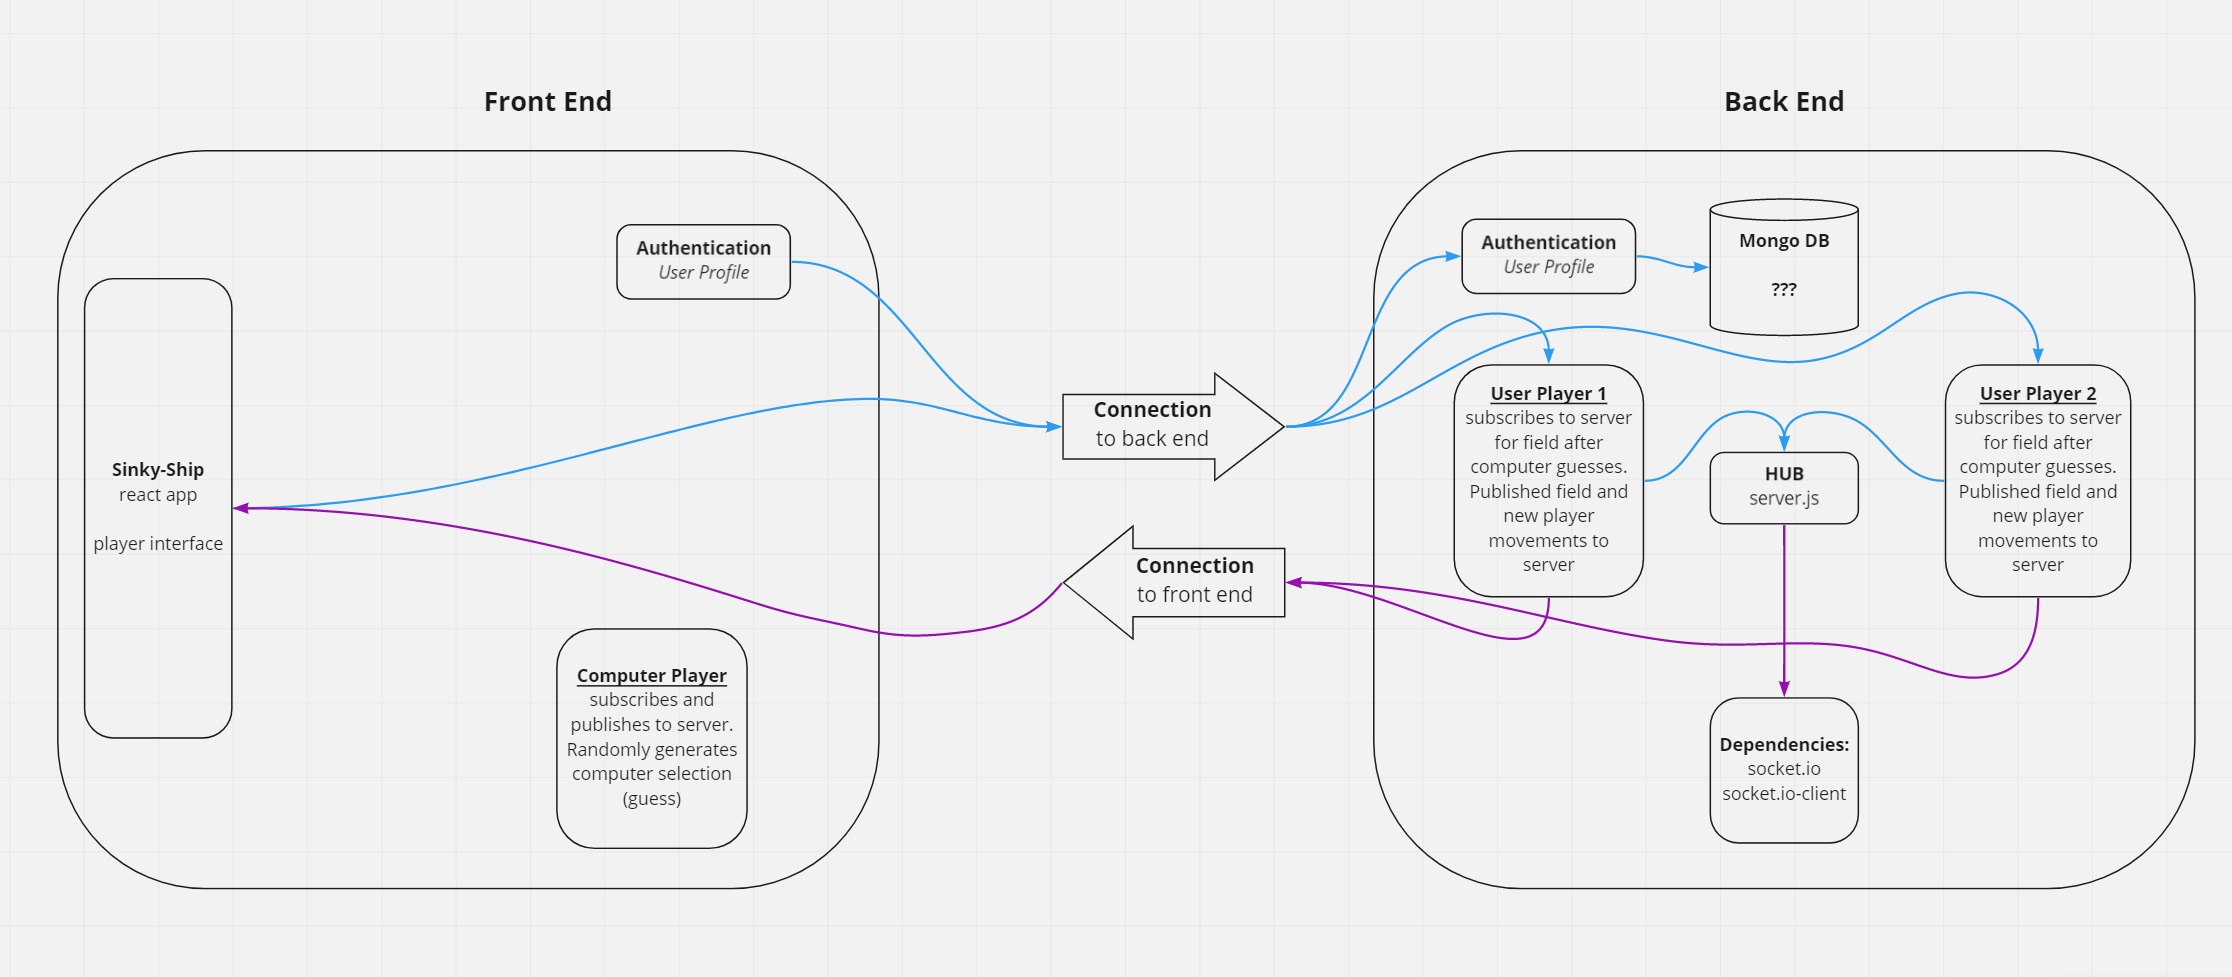 Front End
Back End
Authentication
User Profile
Sinky-Ship
react app
player interface
Computer Player
subscribes and
publishes to server.
Randomly generates
computer selection
(guess)
Connection
to back end
Connection
to front end
Authentication
User Profile
Mongo DB
???
User Player 1
subscribes to server
for field after
computer guesses.
Published field and
new player
movements to
server
HUB
server.js
User Player 2
subscribes to server
for field after
computer guesses.
Published field and
new player
movements to
server
Dependencies:
socket.io
socket.io-client